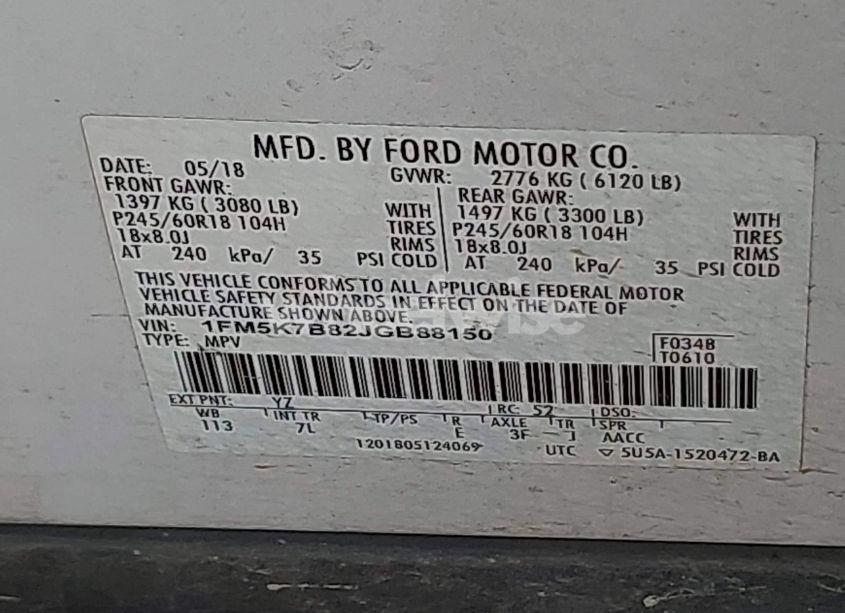 MFD. BY FORD MOTOR CO.
DATE: 05/18 GVWR: 2776 KG ( 6120 LB)
FRONT GAWR: REAR GAWR:
1397 KG ( 3080 LB) WITH 1497 KG ( 3300 LB) WITH
P245/60R18 104H TIRES P245/60R18 104H TIRES
18x8.0J RIMS 18x8.0J RIMS
AT 240 kPa/ 35 PSI COLD AT 240 kPa/ 35 PSI COLD
THIS VEHICLE CONFORMS TO ALL APPLICABLE FEDERAL MOTOR
VEHICLE SAFETY STANDARDS IN EFFECT ON THE DATE OF
MANUFACTURE SHOWN ABOVE.
VIN: 1FM5K7B82JGB88150
TYPE: MPV
F0348
T0610
EXT PNT: YZ RC: 52 DSO:
WB INT TR TP/PS R AXLE TR SPR
113 7L E 3F J AACC
1201805124069 UTC ▽ 5U5A-1520472-BA